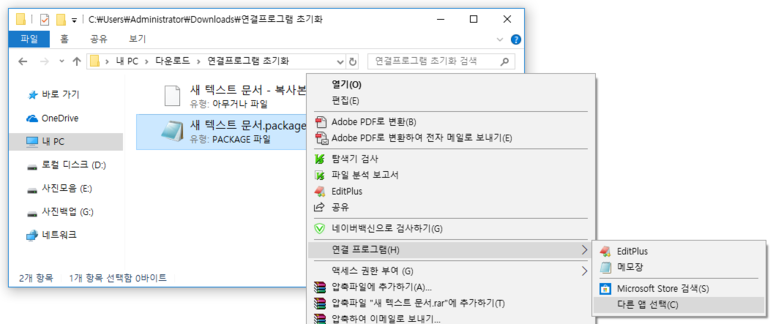 C:￦Users￦Administrator￦Downloads￦연결프로그램 초기화
파일
홈
공유
보기
내 PC
다운로드
연결프로그램 초기화
연결프로그램 초기화 검색
바로 가기
OneDrive
내 PC
로컬 디스크 (D:)
사진모음 (E:)
사진백업 (G:)
네트워크
새 텍스트 문서 - 복사본
유형: 아무거나 파일
새 텍스트 문서.package
유형: PACKAGE 파일
2개 항목
1개 항목 선택함 0바이트
열기(O)
편집(E)
Adobe PDF로 변환(B)
Adobe PDF로 변환하여 전자 메일로 보내기(E)
탐색기 검사
파일 분석 보고서
EditPlus
공유
네이버백신으로 검사하기(G)
연결 프로그램(H)
액세스 권한 부여 (G)
압축파일에 추가하기(A)...
압축파일 "새 텍스트 문서.rar"에 추가하기(T)
압축하여 이메일로 보내기...
EditPlus
메모장
Microsoft Store 검색(S)
다른 앱 선택(C)